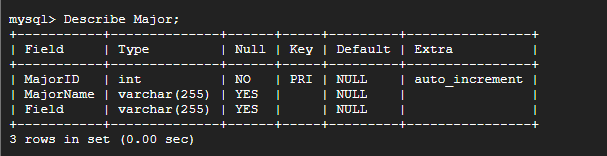 mysql> Describe Major;
+-----------+--------------+------+-----+---------+----------------+
| Field     | Type         | Null | Key | Default | Extra          |
+-----------+--------------+------+-----+---------+----------------+
| MajorID   | int          | NO   | PRI | NULL    | auto_increment |
| MajorName | varchar(255) | YES  |     | NULL    |                |
| Field     | varchar(255) | YES  |     | NULL    |                |
+-----------+--------------+------+-----+---------+----------------+
3 rows in set (0.00 sec)